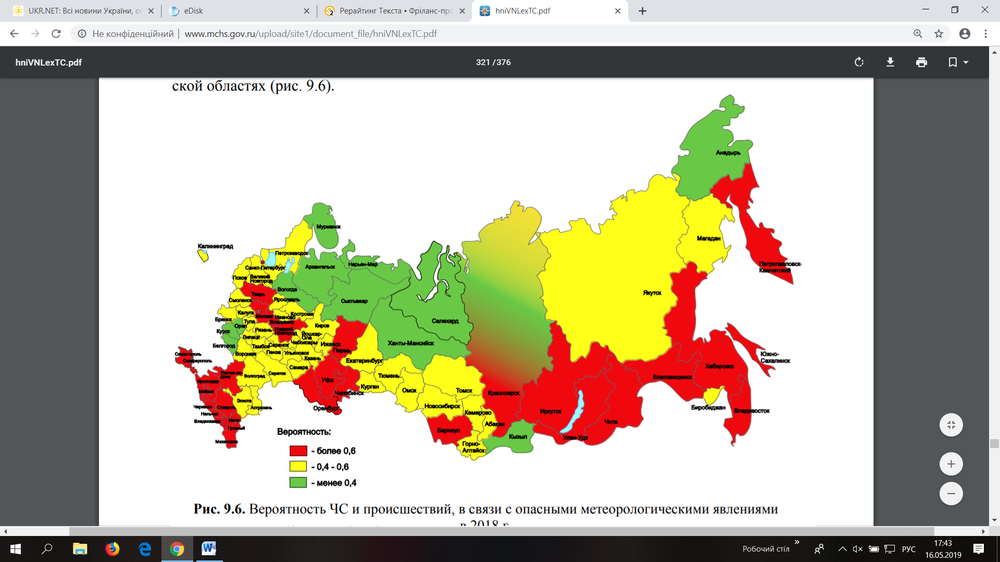 UKR.NET: Всі новини України, ос
eDisk
Рерайтинг Текста • Фріланс-про
hniVNLexTC.pdf
Не конфіденційний | www.mchs.gov.ru/upload/site1/document_file/hniVNLexTC.pdf
hniVNLexTC.pdf
321 / 376
ской областях (рис. 9.6).
Анадырь
Мурманск
Магадан
Калининград
Петрозаводск
Нарьян-Мар
Архангельск
Санкт-Петербург
Петропавловск-
Камчатский
Псков
Великий
Новгород
Вологда
Якутск
Тверь
Смоленск
Ярославль
Сыктывкар
Калуга
Москва
Иваново
Кострома
Брянск
Тула
Владимир
Салехард
Орел
Киров
Курск
Рязань
Нижний
Новгород
Йошкар-
Ола
Липецк
Чебоксары
Белгород
Тамбов
Саранск
Ижевск
Ханты-Мансийск
Пермь
Севастополь
Воронеж
Пенза
Ульяновск
Южно-
Сахалинск
Симферополь
Казань
Екатеринбург
Самара
Хабаровск
Ростов-на-
Дону
Саратов
Волгоград
Тюмень
Благовещенск
Краснодар
Уфа
Курган
Майкоп
Омск
Томск
Челябинск
Красноярск
Элиста
Черкесск
Ставрополь
Астрахань
Оренбург
Новосибирск
Биробиджан
Нальчик
Кемерово
Иркутск
Владивосток
Владикавказ
Магас
Чита
Грозный
Абакан
Барнаул
Махачкала
Кызыл
Улан-Удэ
Горно-
Алтайск
Вероятность:
- более 0,6
- 0,4 - 0,6
- менее 0,4
Рис. 9.6. Вероятность ЧС и происшествий, в связи с опасными метеорологическими явлениями
в 2018 г.
Робочий стіл
»
РУС
17:43
16.05.2019